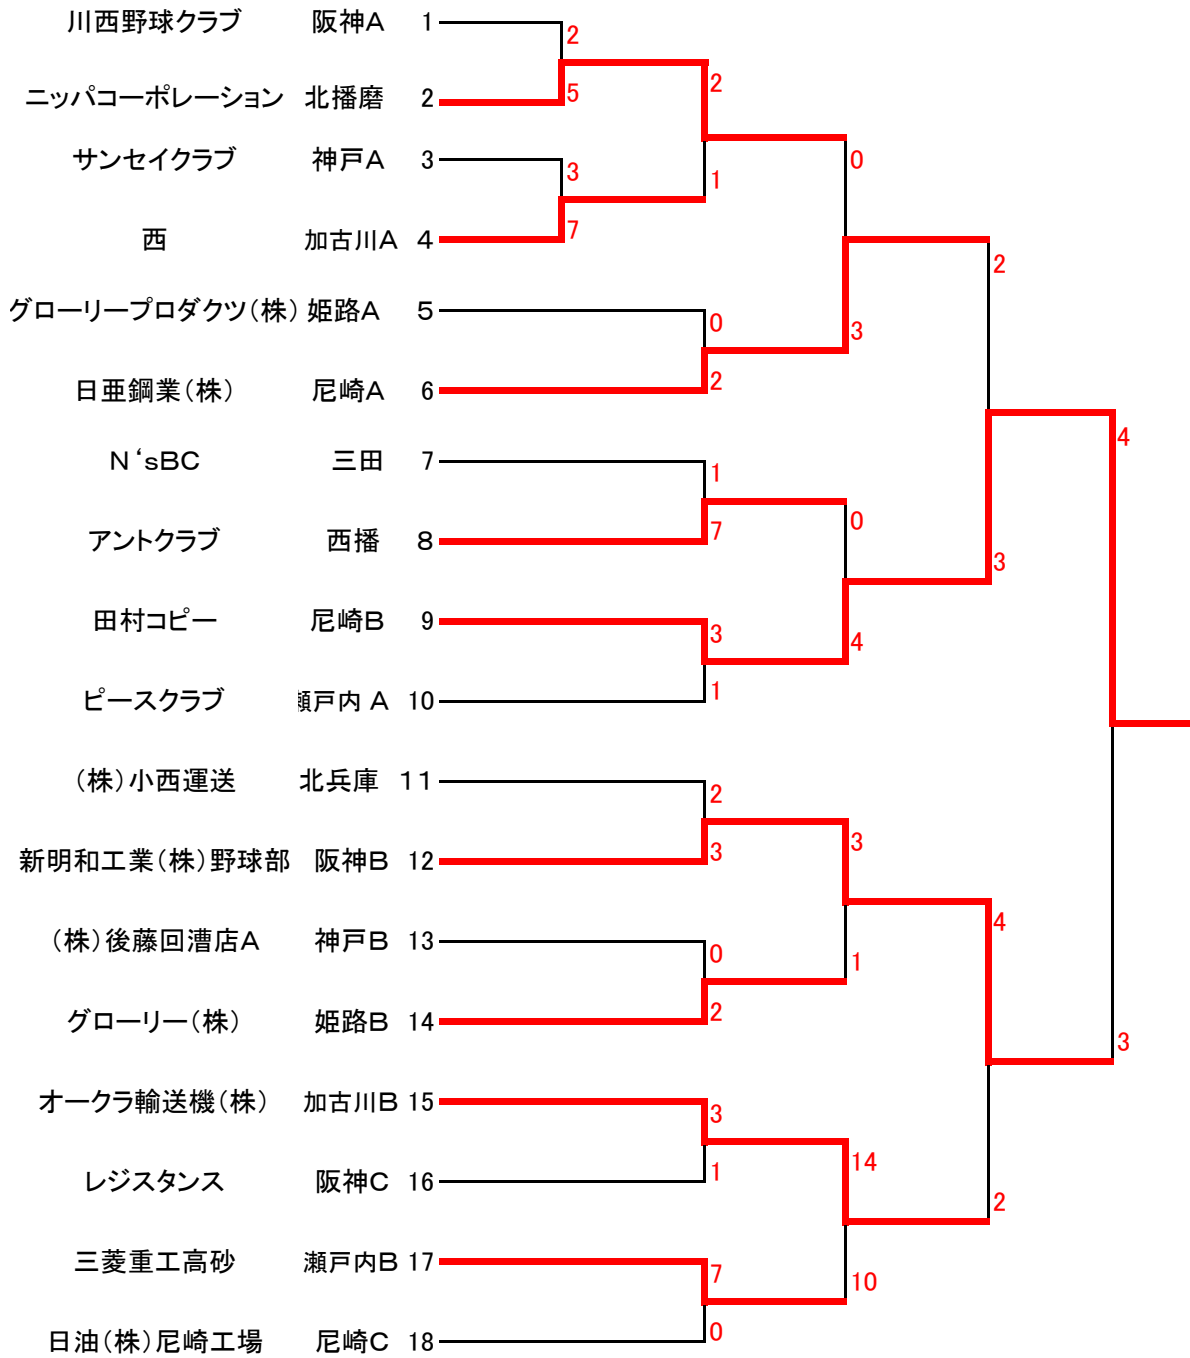 川西野球クラブ 阪神A 1
2
ニッパコーポレーション 北播磨 2
5
2
サンセイクラブ 神戸A 3
3
1
0
西 加古川A 4
7
2
グローリープロダクツ(株) 姫路A 5
0
3
日亜鋼業(株) 尼崎A 6
2
4
N‘sBC 三田 7
1
アントクラブ 西播 8
7
0
3
田村コピー 尼崎B 9
3
4
ピースクラブ 瀬戸内 A 10
1
(株)小西運送 北兵庫 11
2
新明和工業(株)野球部 阪神B 12
3
3
(株)後藤回漕店A 神戸B 13
0
1
4
グローリー(株) 姫路B 14
2
3
オークラ輸送機(株) 加古川B 15
3
レジスタンス 阪神C 16
1
14
2
三菱重工高砂 瀬戸内B 17
7
10
日油(株)尼崎工場 尼崎C 18
0